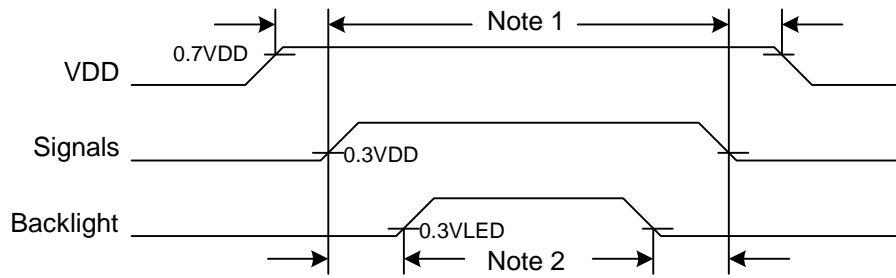 Note 1
0.7VDD
VDD
Signals
0.3VDD
Backlight
0.3VLED
Note 2